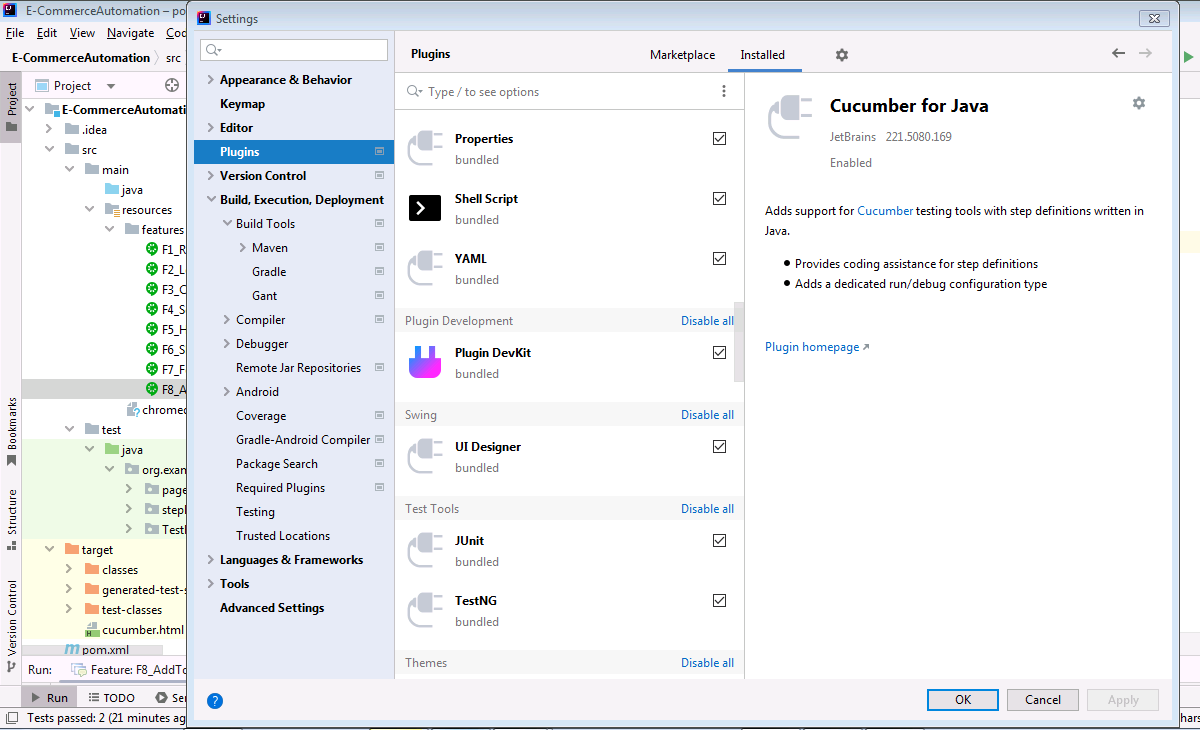 E-CommerceAutomation – po
File Edit View Navigate Coo
E-CommerceAutomation src
Project
Project
E-CommerceAutomati
.idea
src
main
java
resources
features
F1_R
F2_L
F3_C
F4_S
F5_H
F6_S
F7_F
F8_A
chromed
test
java
org.exan
page
step
Test
target
classes
generated-test-s
test-classes
cucumber.html
pom.xml
Bookmarks
Structure
Version Control
Run: Feature: F8_AddTo
Run TODO Ser
Tests passed: 2 (21 minutes ag
Settings
Appearance & Behavior
Keymap
Editor
Plugins
Version Control
Build, Execution, Deployment
Build Tools
Maven
Gradle
Gant
Compiler
Debugger
Remote Jar Repositories
Android
Coverage
Gradle-Android Compiler
Package Search
Required Plugins
Testing
Trusted Locations
Languages & Frameworks
Tools
Advanced Settings
Plugins Marketplace Installed
Type / to see options
Properties
bundled
Shell Script
bundled
YAML
bundled
Plugin Development Disable all
Plugin DevKit
bundled
Swing Disable all
UI Designer
bundled
Test Tools Disable all
JUnit
bundled
TestNG
bundled
Themes Disable all
Cucumber for Java
JetBrains 221.5080.169
Enabled
Adds support for Cucumber testing tools with step definitions written in
Java.
Provides coding assistance for step definitions
Adds a dedicated run/debug configuration type
Plugin homepage
? OK Cancel Apply
hars